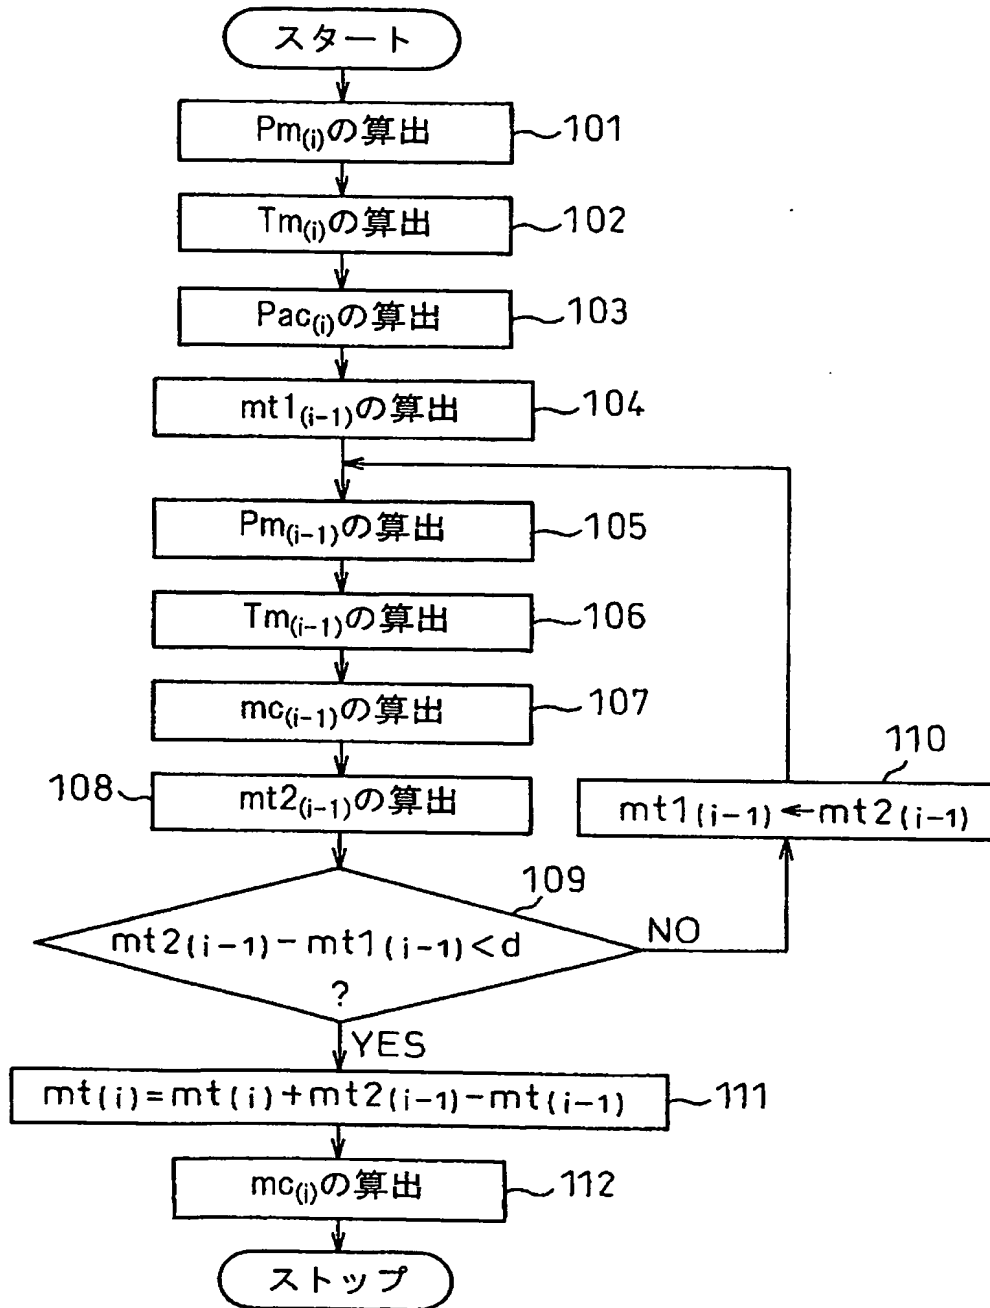 スタート
Pm(i)の算出
101
Tm(i)の算出
102
Pac(i)の算出
103
mt1(i-1)の算出
104
Pm(i-1)の算出
105
Tm(i-1)の算出
106
mc(i-1)の算出
107
108
mt2(i-1)の算出
110
mt1(i-1)←mt2(i-1)
109
mt2(i-1)-mt1(i-1)<d
?
NO
YES
mt(i)=mt(i)+mt2(i-1)-mt(i-1)
111
mc(i)の算出
112
ストップ